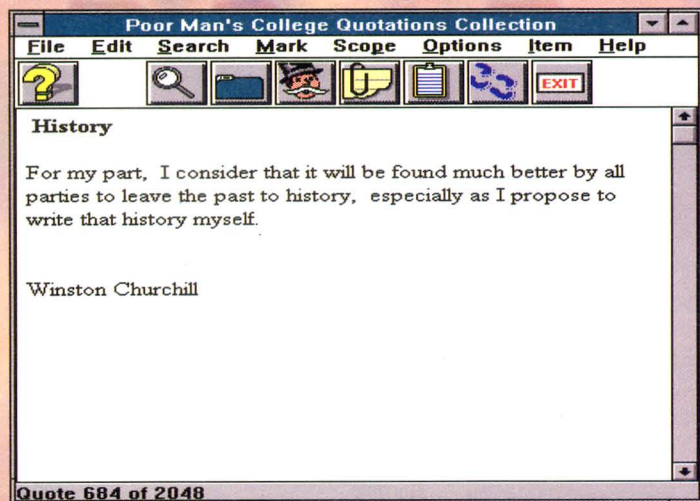 Poor Man's College Quotations Collection
File Edit Search Mark Scope Options Item Help
EXIT
History
For my part, I consider that it will be found much better by all
parties to leave the past to history, especially as I propose to
write that history myself.
Winston Churchill
Quote 684 of 2048